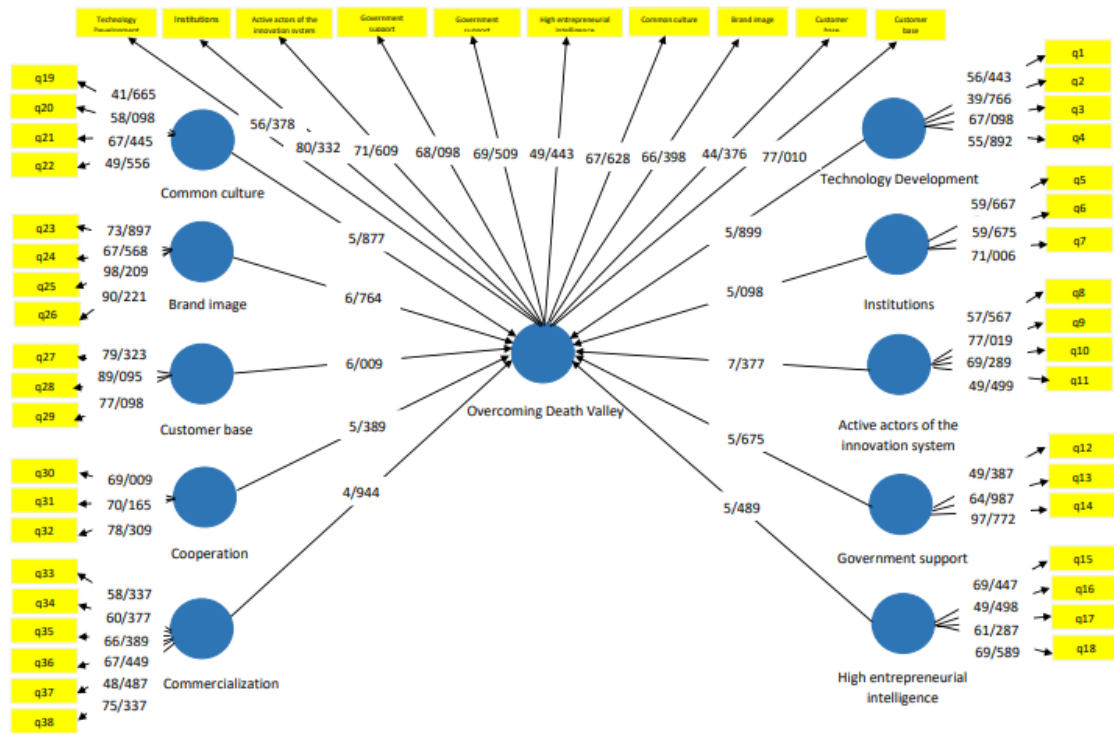 Technology
Development
Institutions
Active actors of the
innovation system
Government
support
Government
support
High entrepreneurial
intelligence
Common culture
Brand image
Customer
base
Customer
base
q19
q20
q21
q22
41/665
58/098
67/445
49/556
Common culture
q23
q24
q25
q26
73/897
67/568
98/209
90/221
Brand image
q27
q28
q29
79/323
89/095
77/098
Customer base
q30
q31
q32
69/009
70/165
78/309
Cooperation
q33
q34
q35
q36
q37
q38
58/337
60/377
66/389
67/449
48/487
75/337
Commercialization
56/378
80/332
71/609
68/098
69/509
49/443
67/628
66/398
44/376
77/010
5/877
6/764
6/009
5/389
4/944
5/899
5/098
7/377
5/675
5/489
Overcoming Death Valley
q1
q2
q3
q4
56/443
39/766
67/098
55/892
Technology Development
q5
q6
q7
59/667
59/675
71/006
Institutions
q8
q9
q10
q11
57/567
77/019
69/289
49/499
Active actors of the
innovation system
q12
q13
q14
49/387
64/987
97/772
Government support
q15
q16
q17
q18
69/447
49/498
61/287
69/589
High entrepreneurial
intelligence